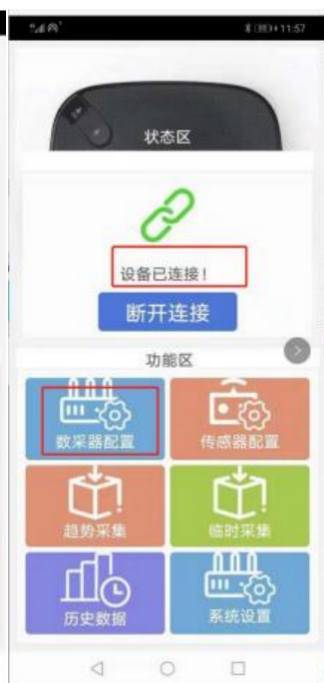 11:57
状态区
设备已连接！
断开连接
功能区
数采器配置
传感器配置
趋势采集
临时采集
历史数据
系统设置